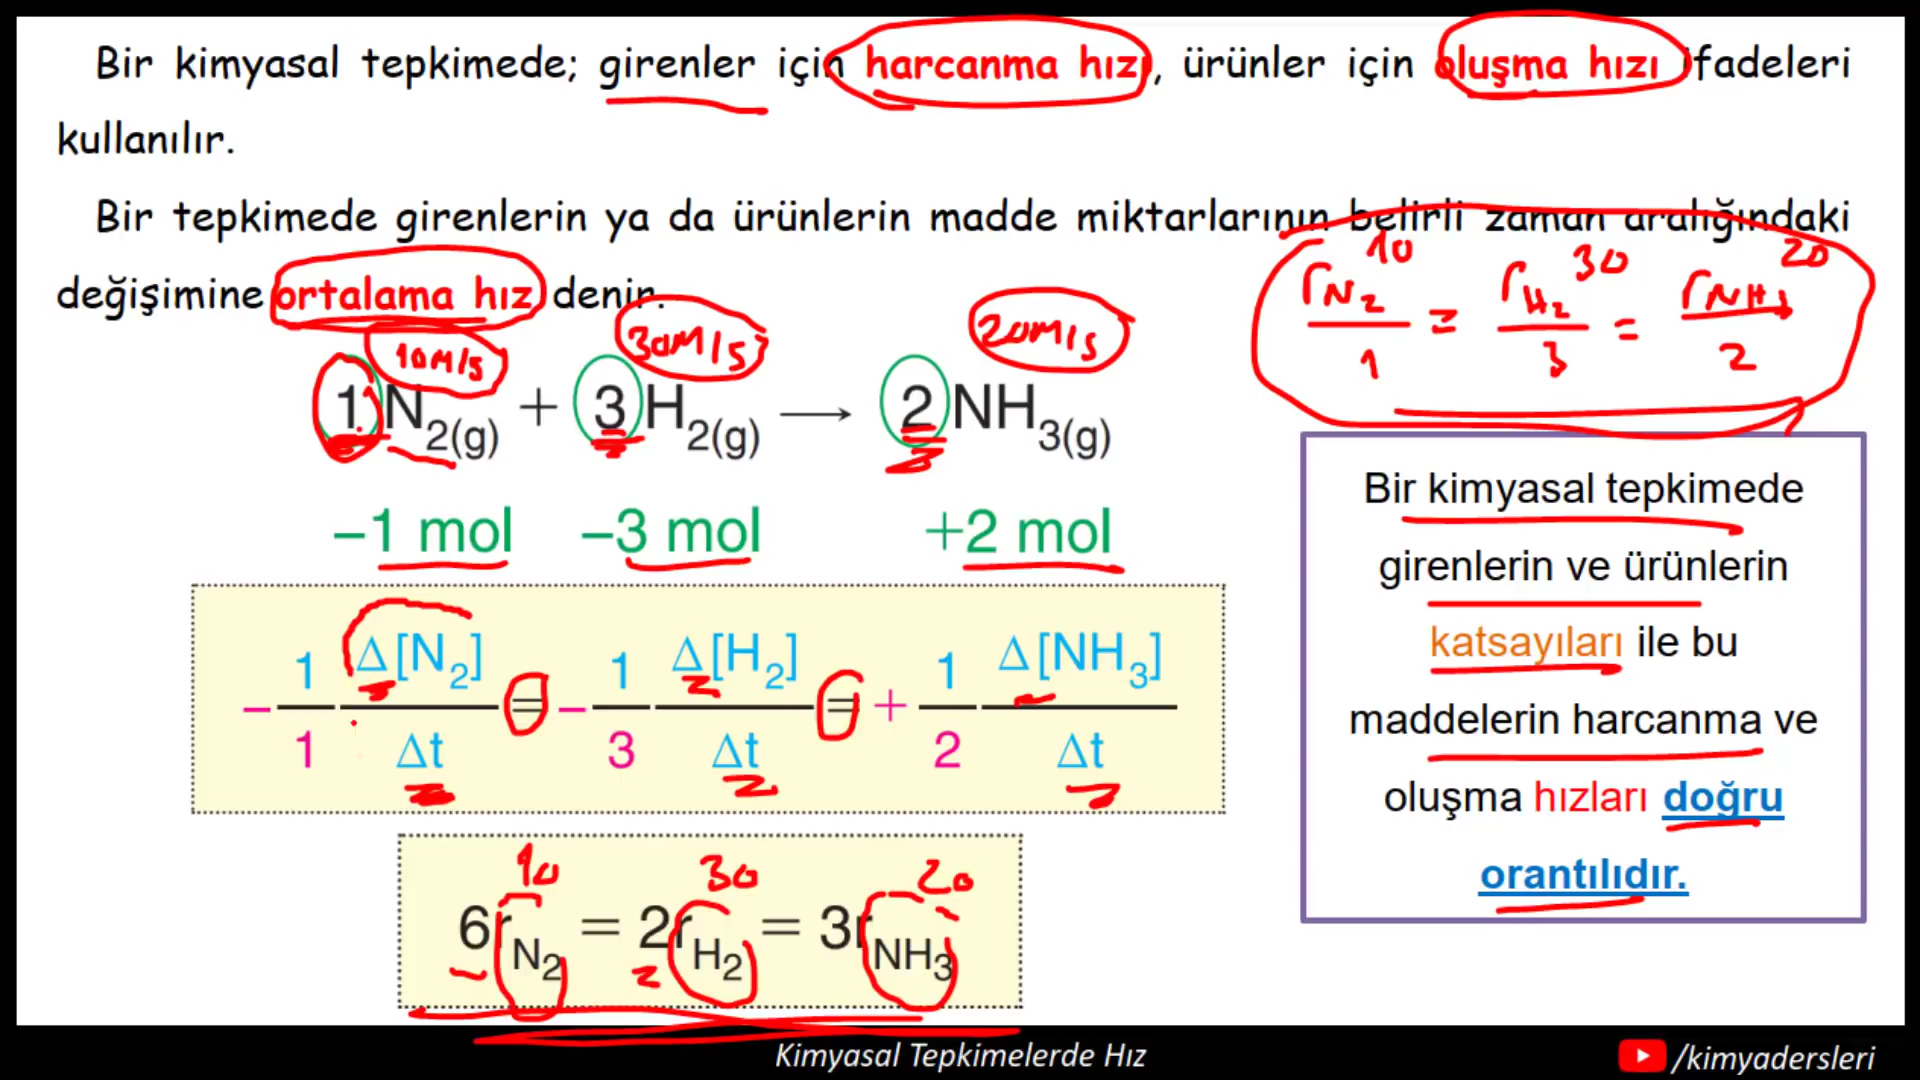 Bir kimyasal tepkimede; girenler için harcanma hızı, ürünler için oluşma hızı ifadeleri
kullanılır.
Bir tepkimede girenlerin ya da ürünlerin madde miktarlarının belirli zaman aralığındaki
değişimine ortalama hız denir.
10M/s 30M/s 20M/s
1 N2(g) + 3 H2(g) ⟶ 2 NH3(g)
−1 mol −3 mol +2 mol
− 1/1 Δ[N2]/Δt = − 1/3 Δ[H2]/Δt = + 1/2 Δ[NH3]/Δt
10 30 20
6rN2 = 2rH2 = 3rNH3
10 30 20
rN2/1 = rH2/3 = rNH3/2
Bir kimyasal tepkimede
girenlerin ve ürünlerin
katsayıları ile bu
maddelerin harcanma ve
oluşma hızları doğru
orantılıdır.
Kimyasal Tepkimelerde Hız
/kimyadersleri